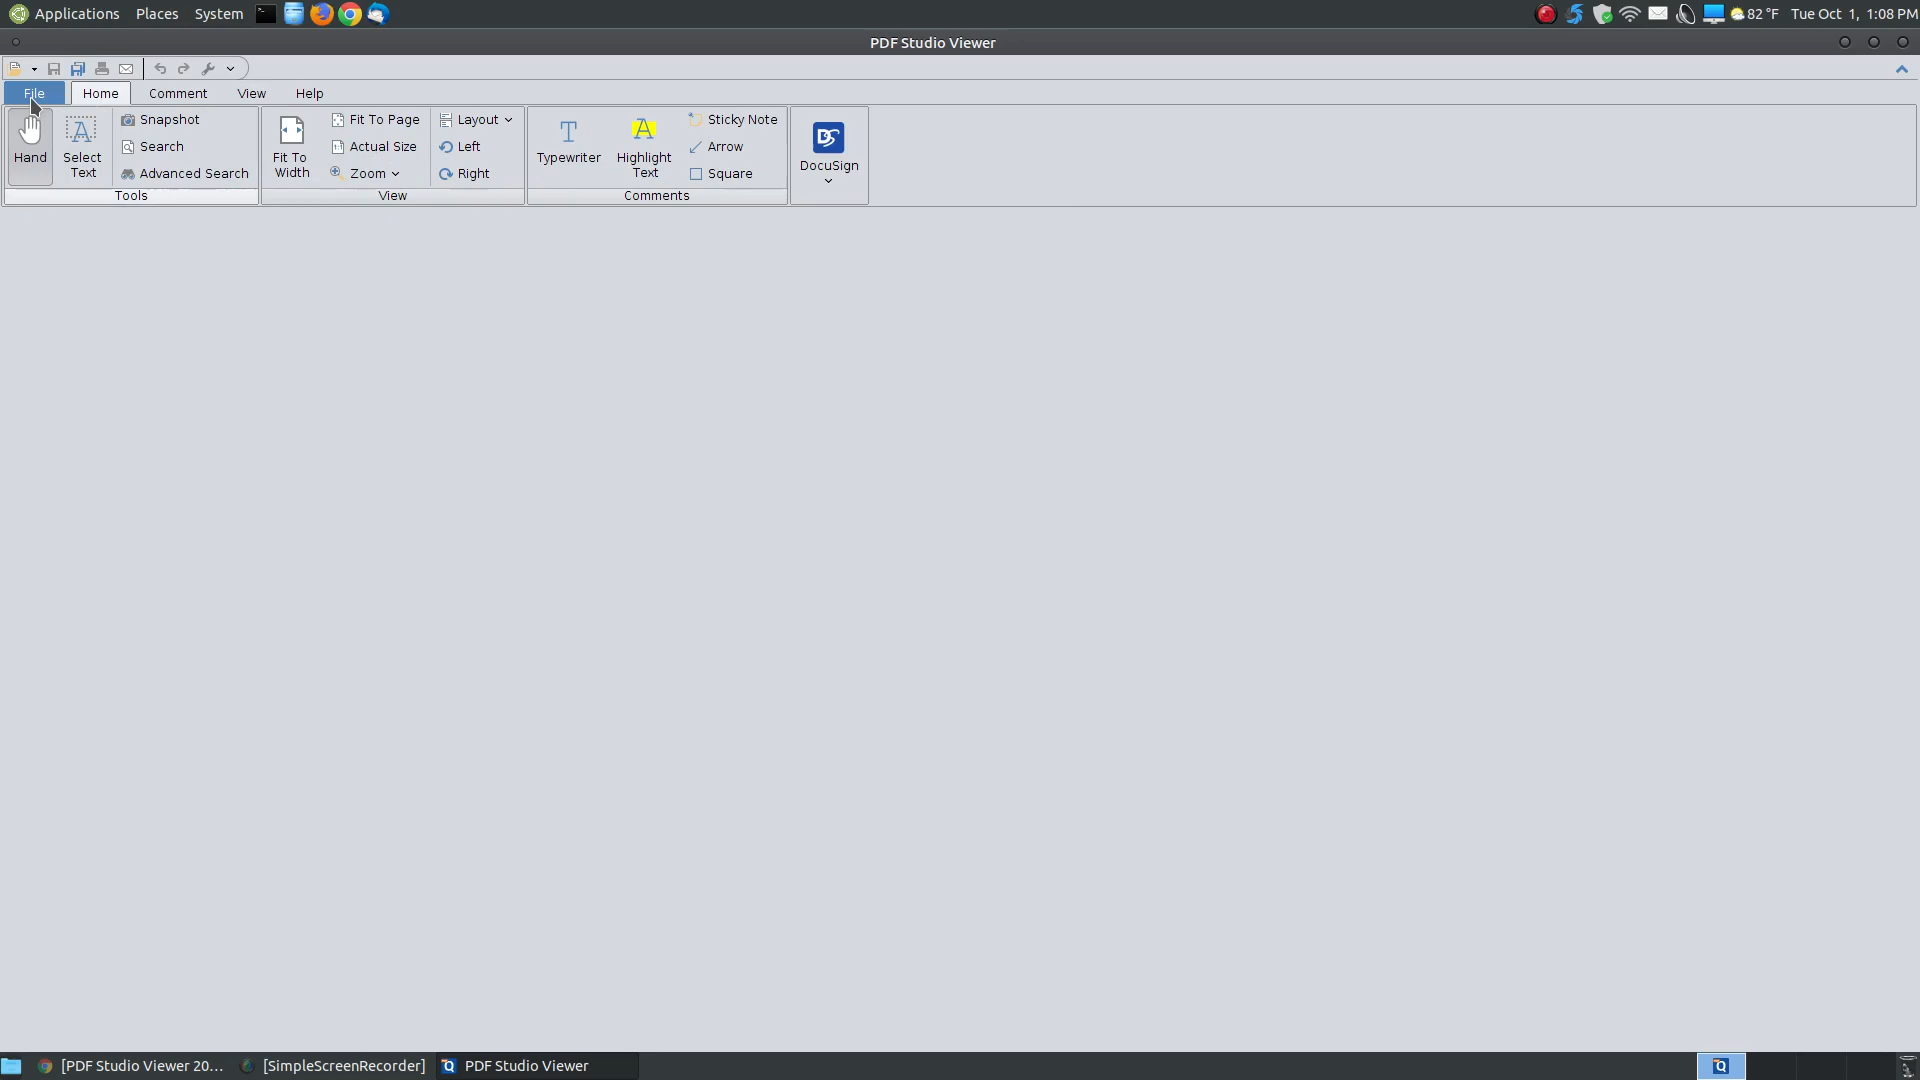 Applications Places System 82 °F Tue Oct 1, 1:08 PM
PDF Studio Viewer
File Home Comment View Help
Hand
Select Text
Snapshot
Search
Advanced Search
Tools
Fit To Width
Fit To Page
Actual Size
Zoom
Layout
Left
Right
View
Typewriter
Highlight Text
Sticky Note
Arrow
Square
Comments
DocuSign
[PDF Studio Viewer 20... [SimpleScreenRecorder] PDF Studio Viewer